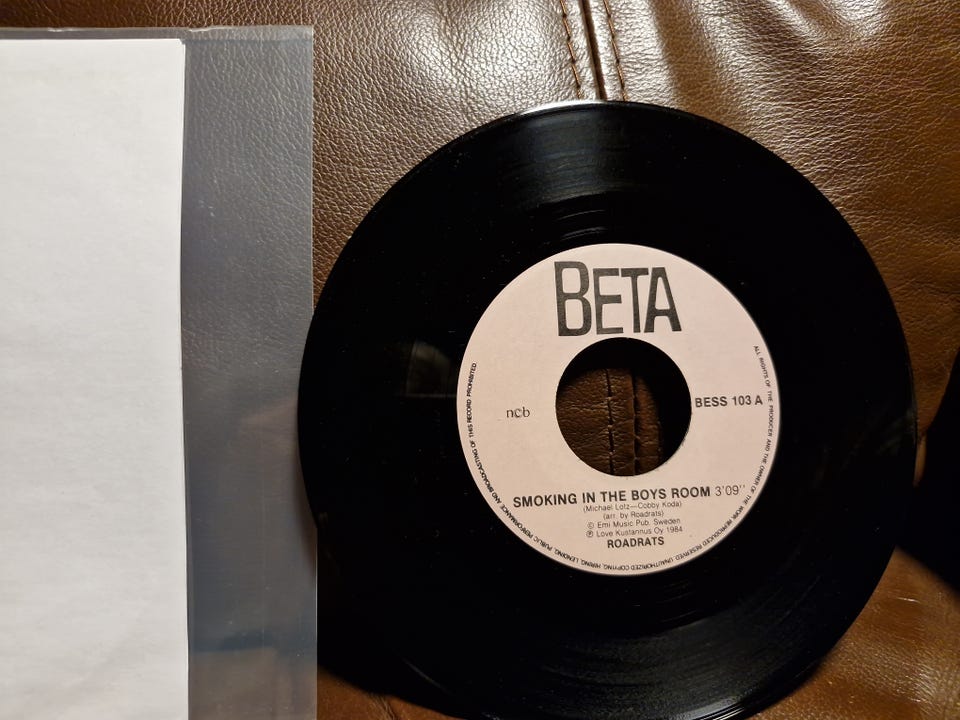 BETA
ncb
BESS 103 A
SMOKING IN THE BOYS ROOM 3'09''
(Michael Lotz—Cobby Koda)
(arr. by Roadrats)
© Emi Music Pub. Sweden
℗ Love Kustannus Oy 1984
ROADRATS
ALL RIGHTS OF THE PRODUCER AND THE OWNER OF THE WORK REPRODUCED RESERVED. UNAUTHORIZED COPYING, HIRING, LENDING, PUBLIC PERFORMANCE AND BROADCASTING OF THIS RECORD PROHIBITED.